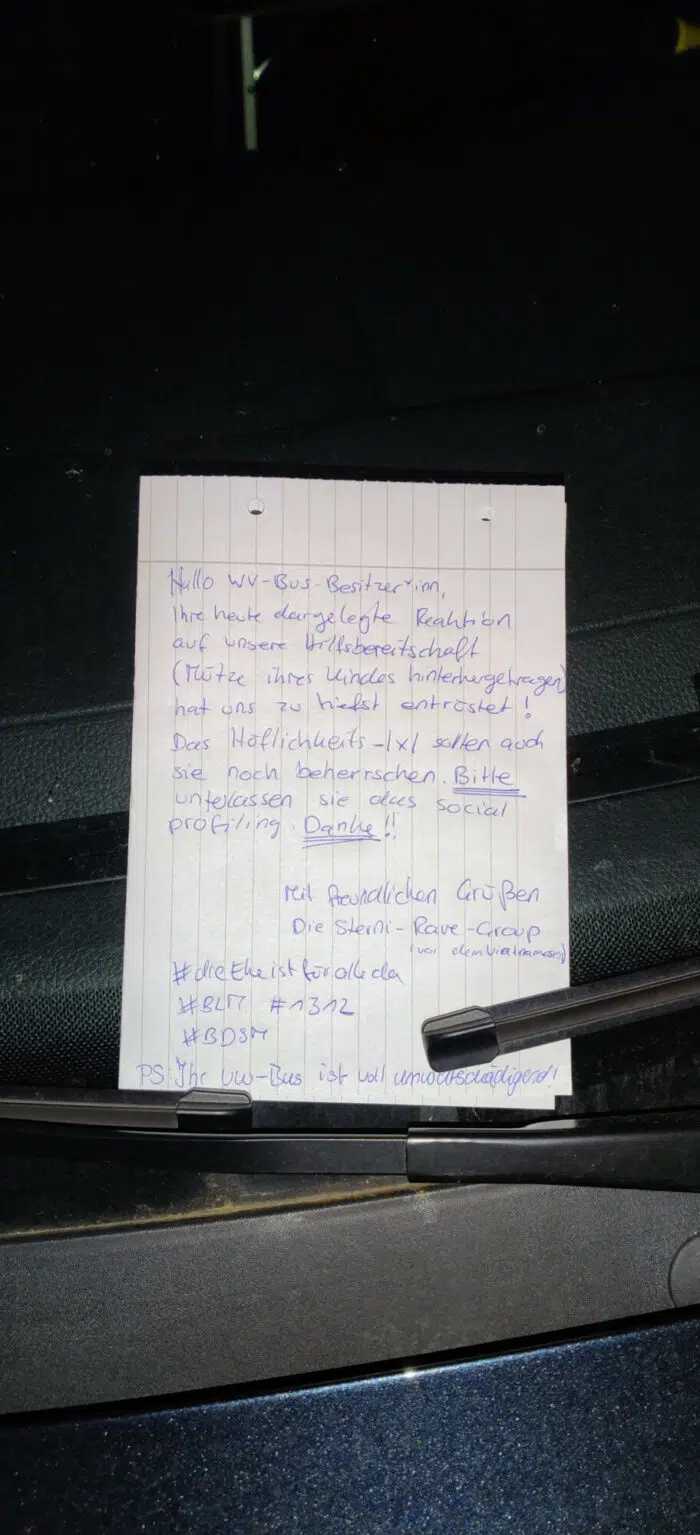 Hallo WV-Bus-Besitzer*inn,
Ihre heute dargelegte Reaktion
auf unsere Hilfsbereitschaft
(Mütze ihres Kindes hinterhergetragen)
hat uns zu tiefst entrüstet!
Das Höflichkeits-1x1 sollten auch
sie noch beherrschen. Bitte
unterlassen sie das social
profiling. Danke!!
Mit freundlichen Grüßen
Die Sterni-Rave-Group
(vor dem Vietnamesen)
#dieEheistfüralleda
#BLM #1312
#BDSM
PS: Ihr VW-Bus ist voll umweltschädigend!